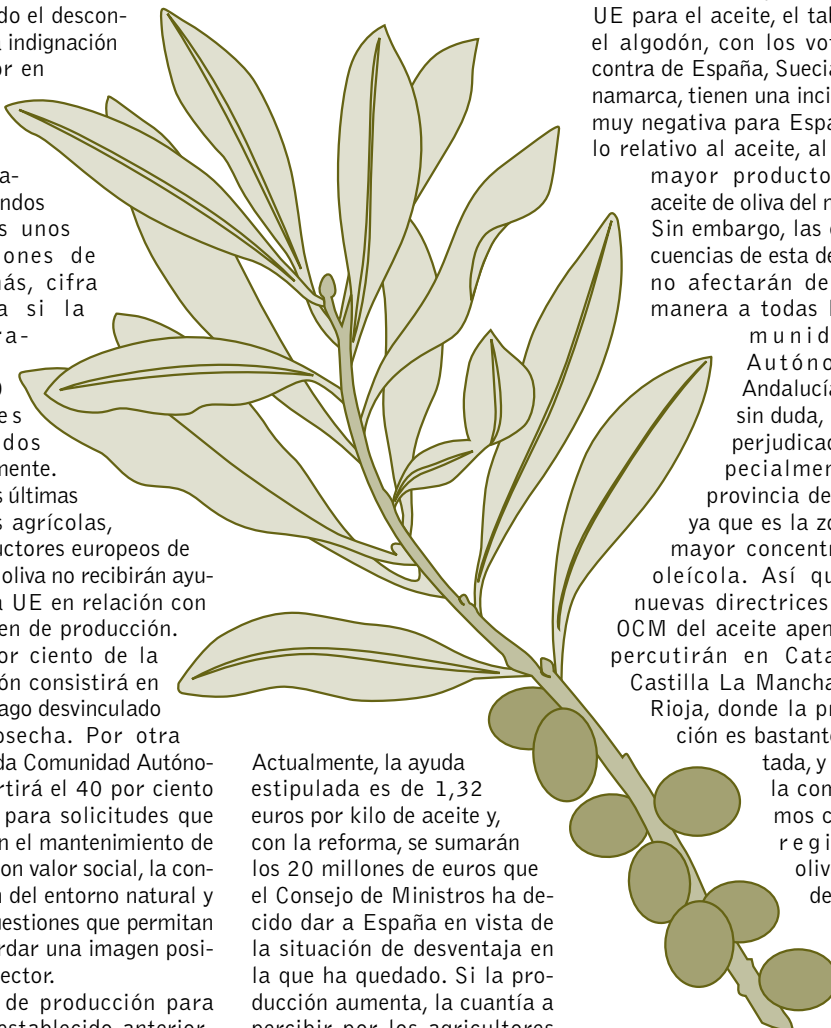 do el descon-
indignación
or en
a-
ndos
s unos
ones de
más, cifra
a si la
ra-
es
dos
mente.
s últimas
s agrícolas,
uctores europeos de
oliva no recibirán ayu-
a UE en relación con
en de producción.
or ciento de la
ón consistirá en
ago desvinculado
osecha. Por otra
da Comunidad Autóno-
rtirá el 40 por ciento
para solicitudes que
n el mantenimiento de
on valor social, la con-
n del entorno natural y
uestiones que permitan
rdar una imagen posi-
ector.
de producción para
establecido anterior-
Actualmente, la ayuda
estipulada es de 1,32
euros por kilo de aceite y,
con la reforma, se sumarán
los 20 millones de euros que
el Consejo de Ministros ha de-
cido dar a España en vista de
la situación de desventaja en
la que ha quedado. Si la pro-
ducción aumenta, la cuantía a
percibir por los agricultores
UE para el aceite, el tal
el algodón, con los vot
contra de España, Suecia
namarca, tienen una inci
muy negativa para Espa
lo relativo al aceite, al
mayor producto
aceite de oliva del m
Sin embargo, las c
cuencias de esta de
no afectarán de
manera a todas l
munid
Autóno
Andalucía
sin duda,
perjudicad
pecialmen
provincia de
ya que es la zo
mayor concentr
oleícola. Así qu
nuevas directrices
OCM del aceite apen
percutirán en Cata
Castilla La Mancha
Rioja, donde la pr
ción es bastante
tada, y
la con
mos c
regi
oliv
de